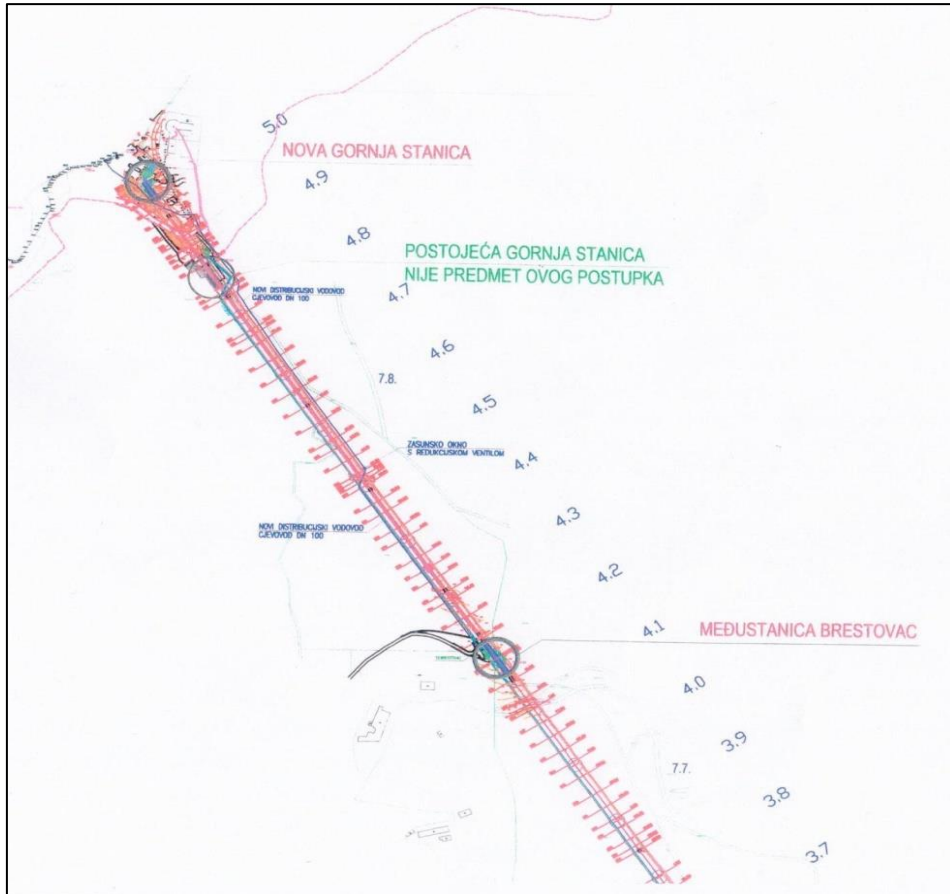 5.0
NOVA GORNJA STANICA
4.9
4.8
POSTOJEĆA GORNJA STANICA
NIJE PREDMET OVOG POSTUPKA
4.7
NOVI DISTRIBUCIJSKI VODOVOD
CJEVOVOD DN 100
4.6
7.8.
4.5
ZASUNSKO OKNO
S REDUKCIJSKOM VENTILOM
4.4
4.3
NOVI DISTRIBUCIJSKI VODOVOD
CJEVOVOD DN 100
4.2
4.1
MEĐUSTANICA BRESTOVAC
4.0
3.9
7.7.
3.8
3.7